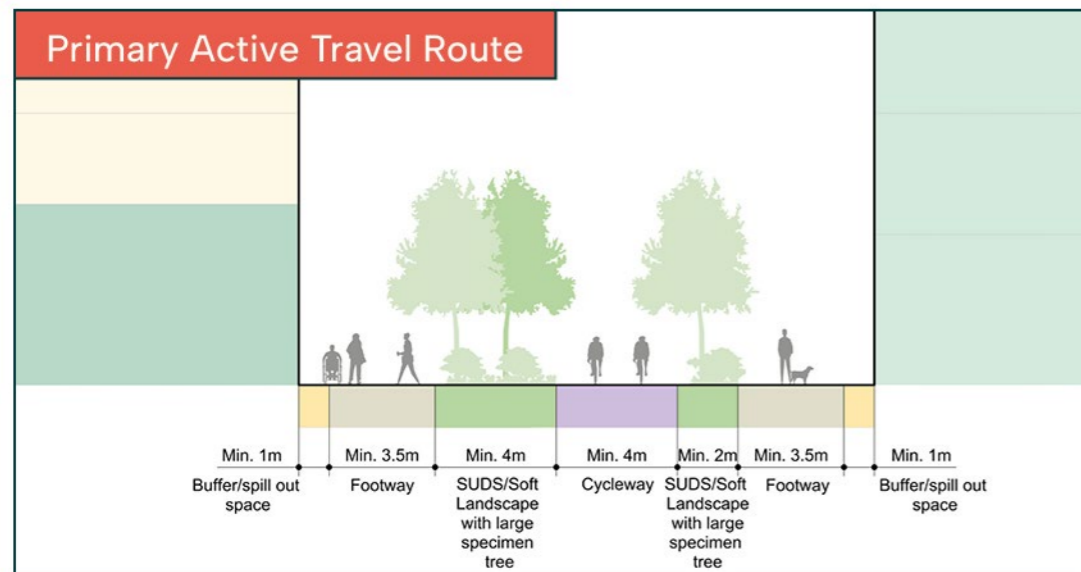 Primary Active Travel Route
Min. 1m
Min. 3.5m
Min. 4m
Min. 4m
Min. 2m
Min. 3.5m
Min. 1m
Buffer/spill out
space
Footway
SUDS/Soft
Landscape
with large
specimen
tree
Cycleway
SUDS/Soft
Landscape
with large
specimen
tree
Footway
Buffer/spill out
space